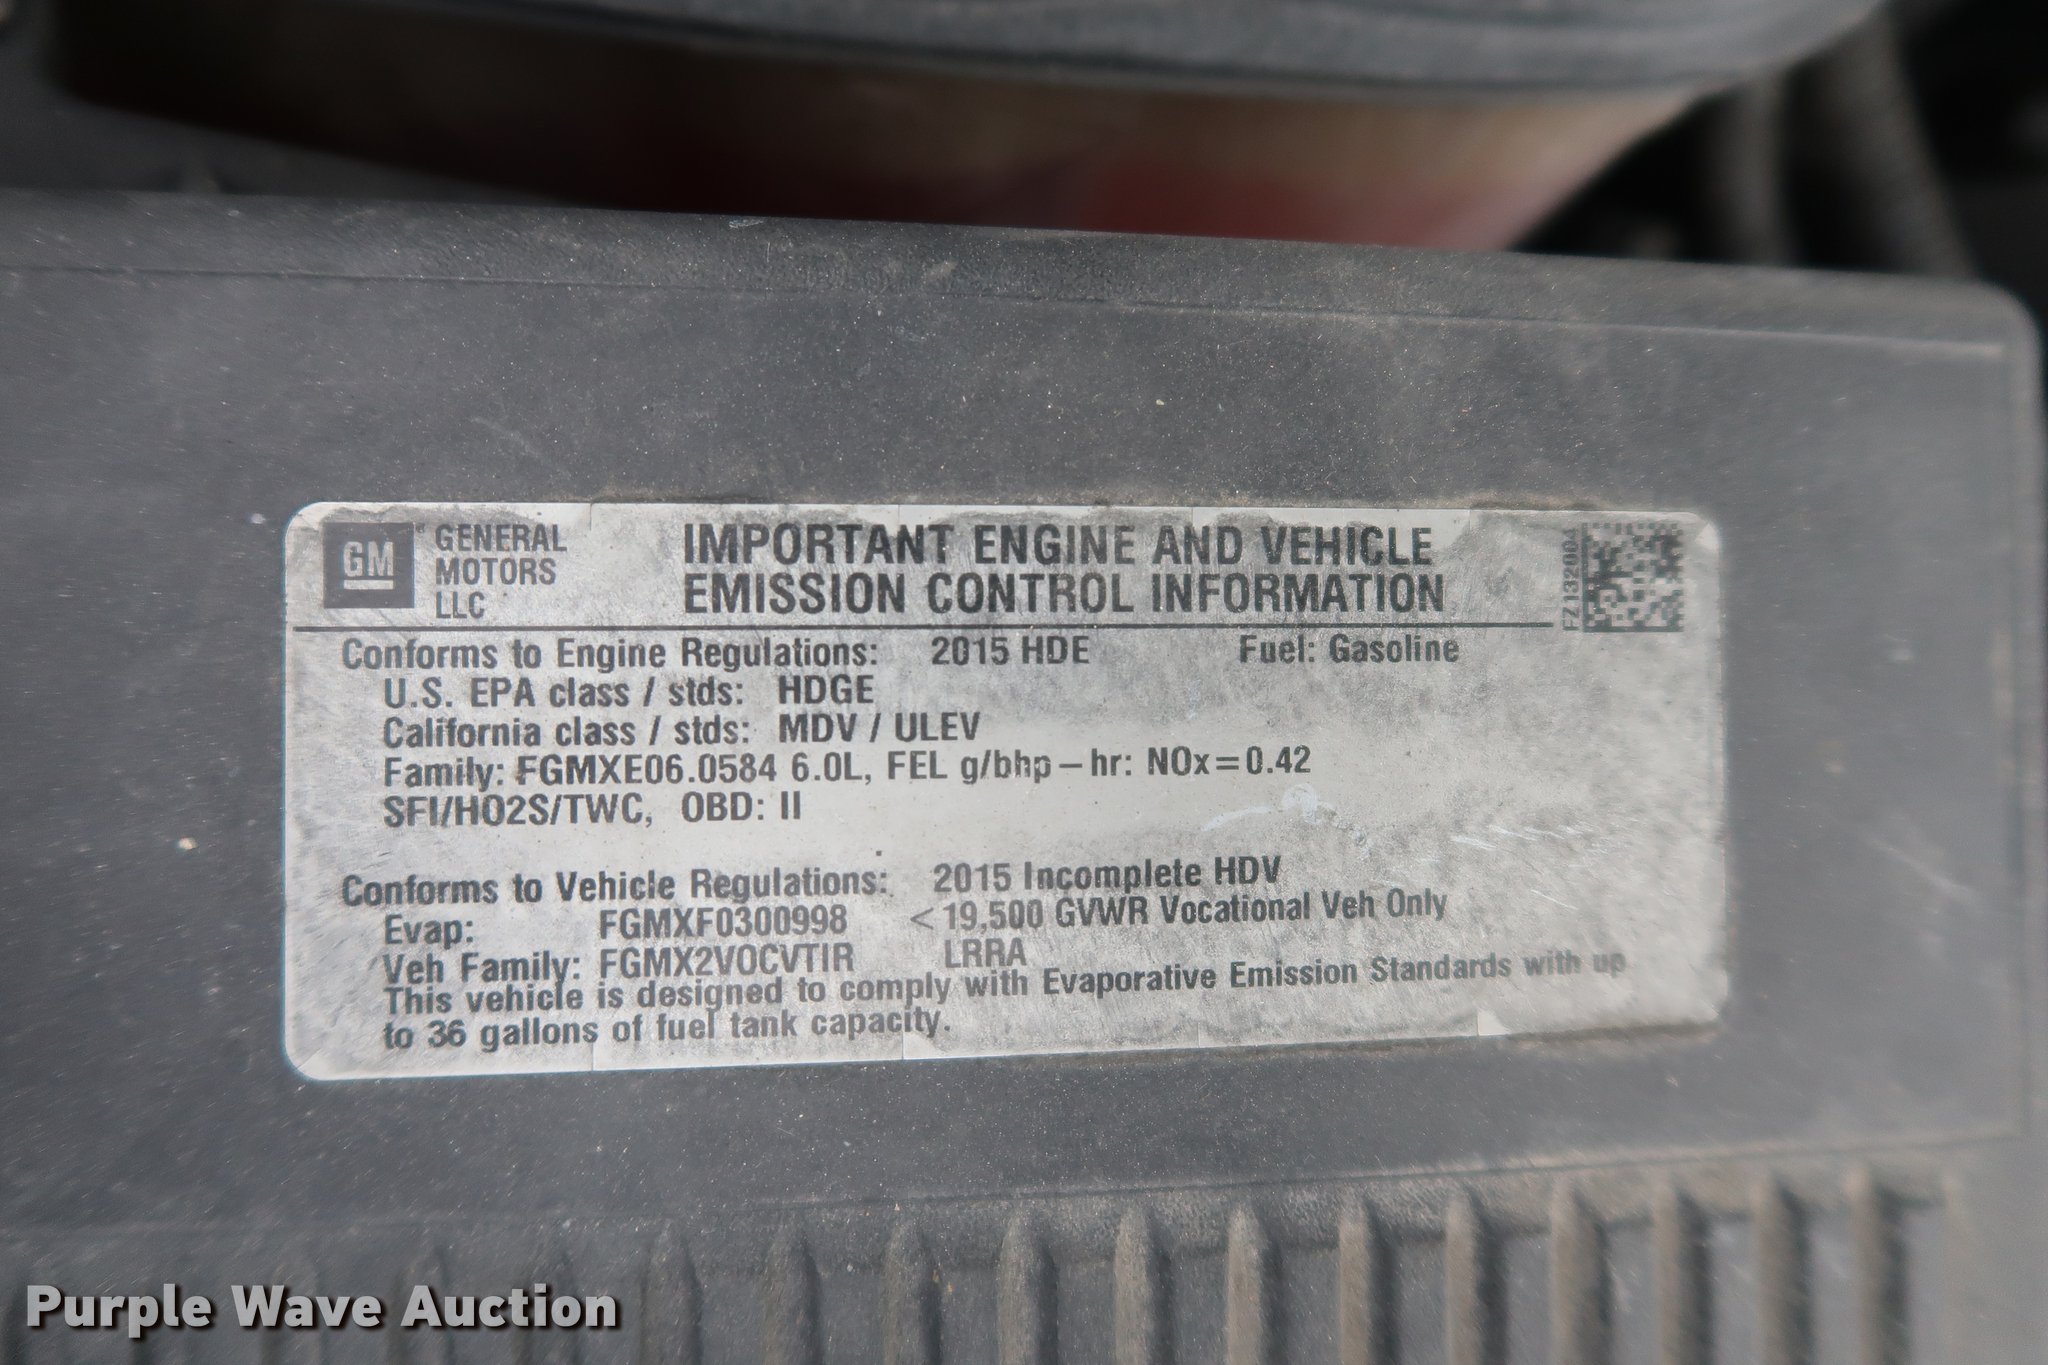 GM
GENERAL
MOTORS
LLC
IMPORTANT ENGINE AND VEHICLE
EMISSION CONTROL INFORMATION
FZ132004
Conforms to Engine Regulations: 2015 HDE Fuel: Gasoline
U.S. EPA class / stds: HDGE
California class / stds: MDV / ULEV
Family: FGMXE06.0584 6.0L, FEL g/bhp-hr: NOx=0.42
SFI/HO2S/TWC, OBD: II
Conforms to Vehicle Regulations: 2015 Incomplete HDV
Evap: FGMXF0300998 <19,500 GVWR Vocational Veh Only
Veh Family: FGMX2VOCVTIR LRRA
This vehicle is designed to comply with Evaporative Emission Standards with up
to 36 gallons of fuel tank capacity.
Purple Wave Auction